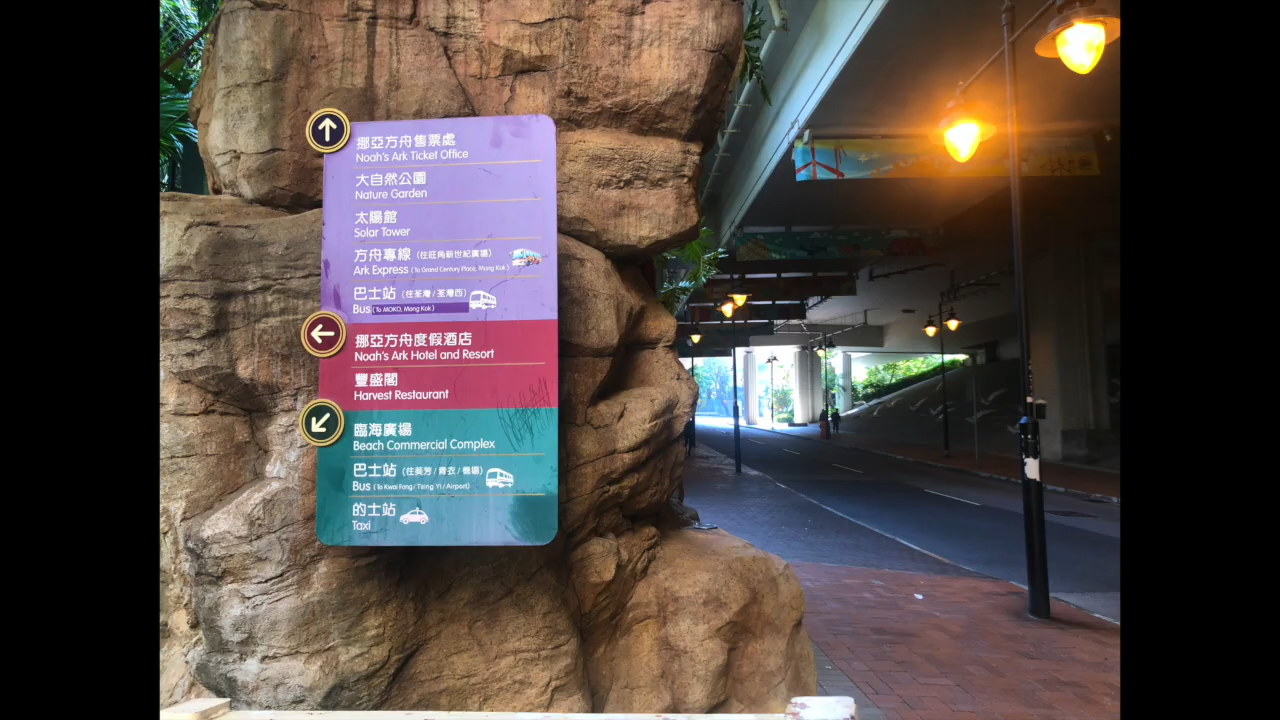 挪亞方舟售票處
Noah's Ark Ticket Office
大自然公園
Nature Garden
太陽館
Solar Tower
方舟專線 (往旺角新世紀廣場)
Ark Express (To Grand Century Place, Mong Kok)
巴士站 (往荃灣 / 荃灣西)
Bus (To MOKO, Mong Kok)
挪亞方舟度假酒店
Noah's Ark Hotel and Resort
豐盛閣
Harvest Restaurant
臨海廣場
Beach Commercial Complex
巴士站 (往葵芳 / 青衣 / 機場)
Bus (To Kwai Fong / Tsing Yi / Airport)
的士站
Taxi